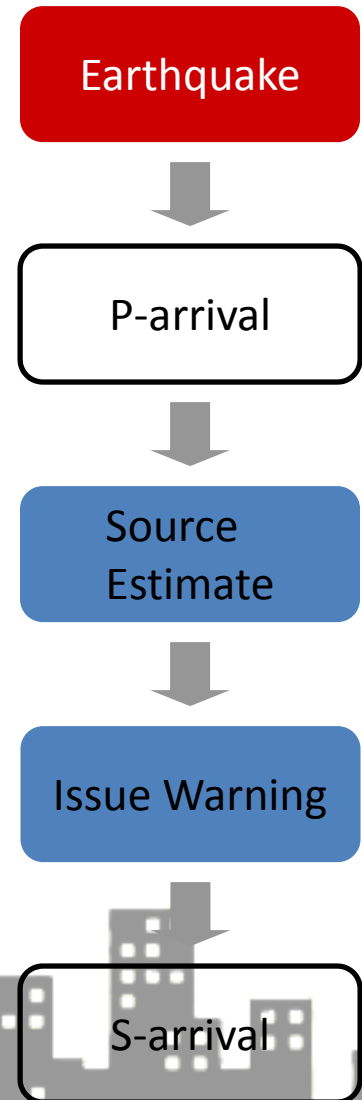 Earthquake
P-arrival
Source
Estimate
Issue Warning
S-arrival